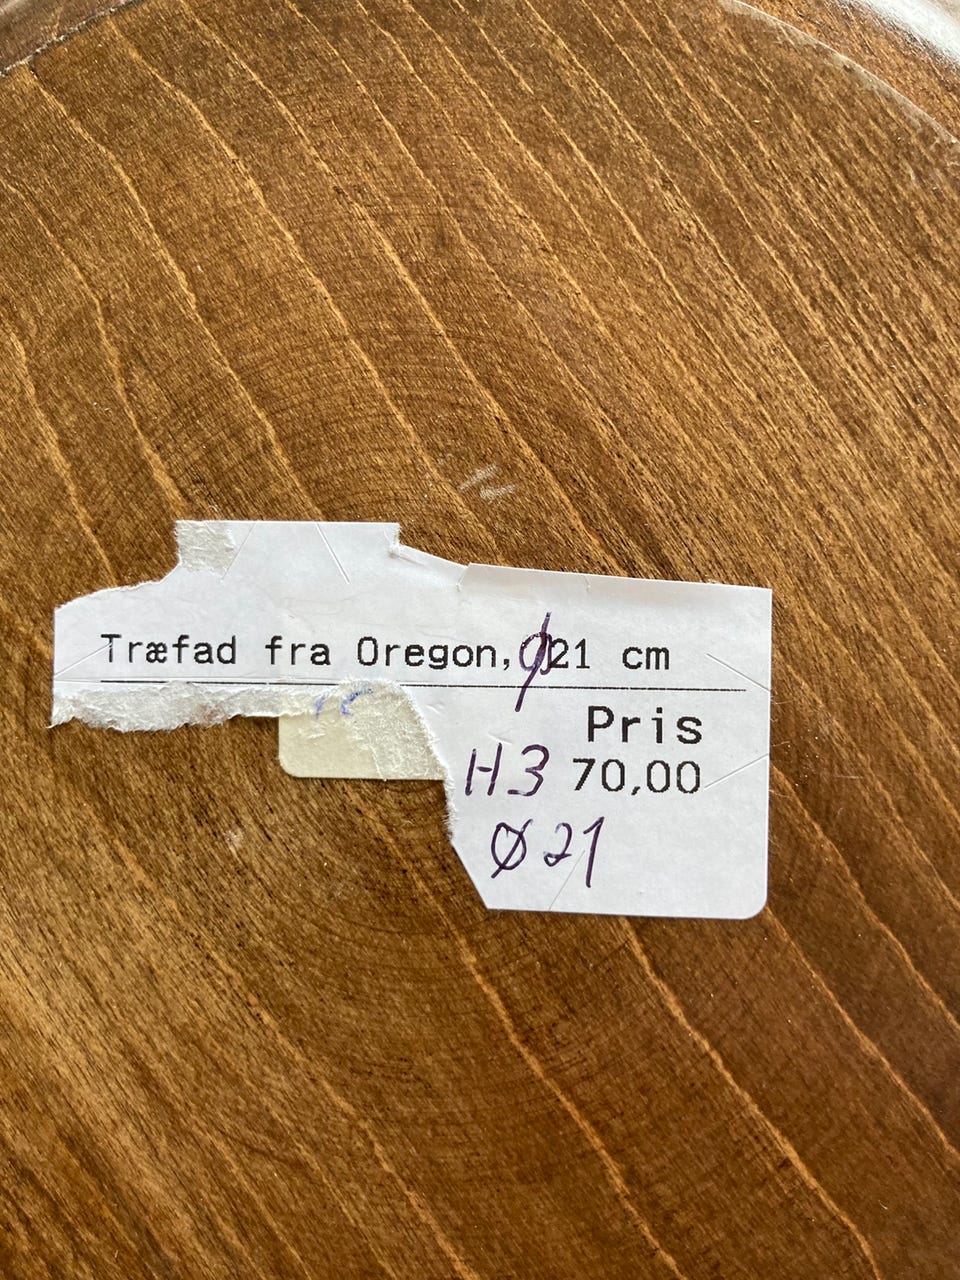 Træfad fra Oregon, Ø21 cm
Pris
H3 70,00
Ø21